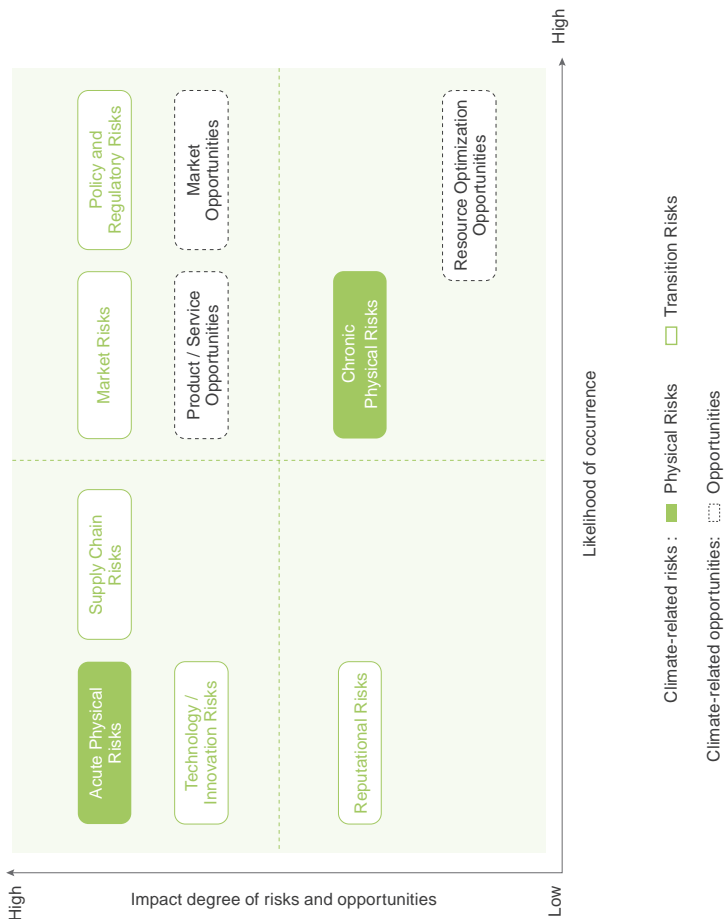 High
Impact degree of risks and opportunities
Low
Acute Physical
Risks
Supply Chain
Risks
Market Risks
Policy and
Regulatory Risks
Technology /
Innovation Risks
Product / Service
Opportunities
Market
Opportunities
Reputational Risks
Chronic
Physical Risks
Resource Optimization
Opportunities
High
Likelihood of occurrence
Climate-related risks : Physical Risks Transition Risks
Climate-related opportunities: Opportunities